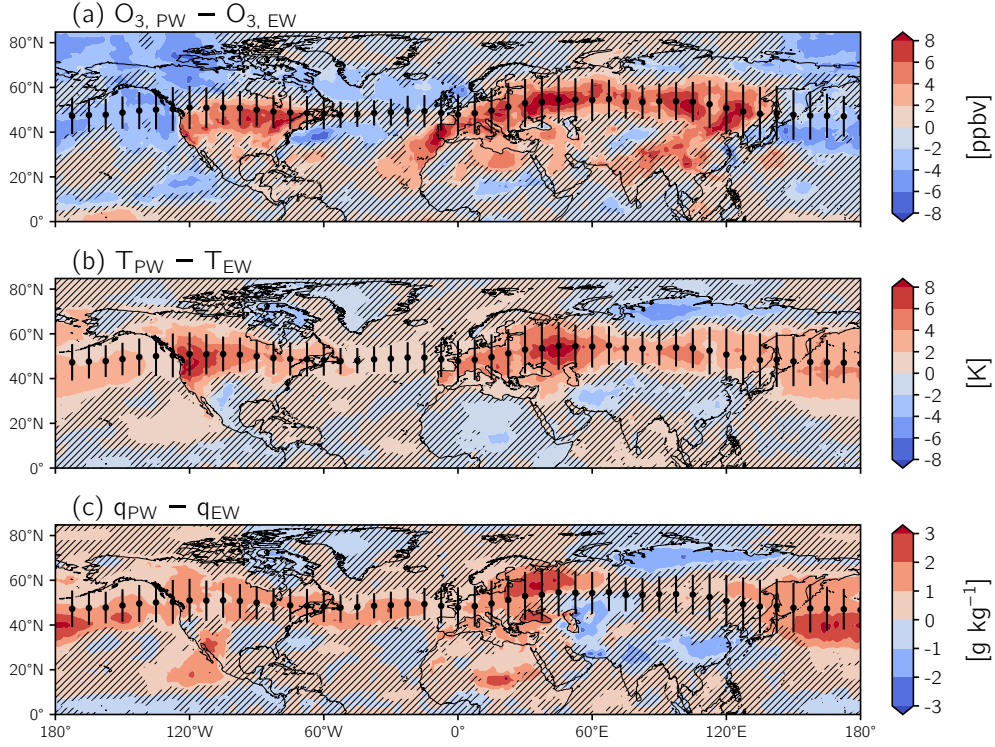 (a) O3, PW − O3, EW
80°N
60°N
40°N
20°N
0°
8
6
4
2
0
-2
-4
-6
-8
[ppbv]
(b) TPW − TEW
80°N
60°N
40°N
20°N
0°
8
6
4
2
0
-2
-4
-6
-8
[K]
(c) qPW − qEW
80°N
60°N
40°N
20°N
0°
3
2
1
0
-1
-2
-3
[g kg−1]
180° 120°W 60°W 0° 60°E 120°E 180°